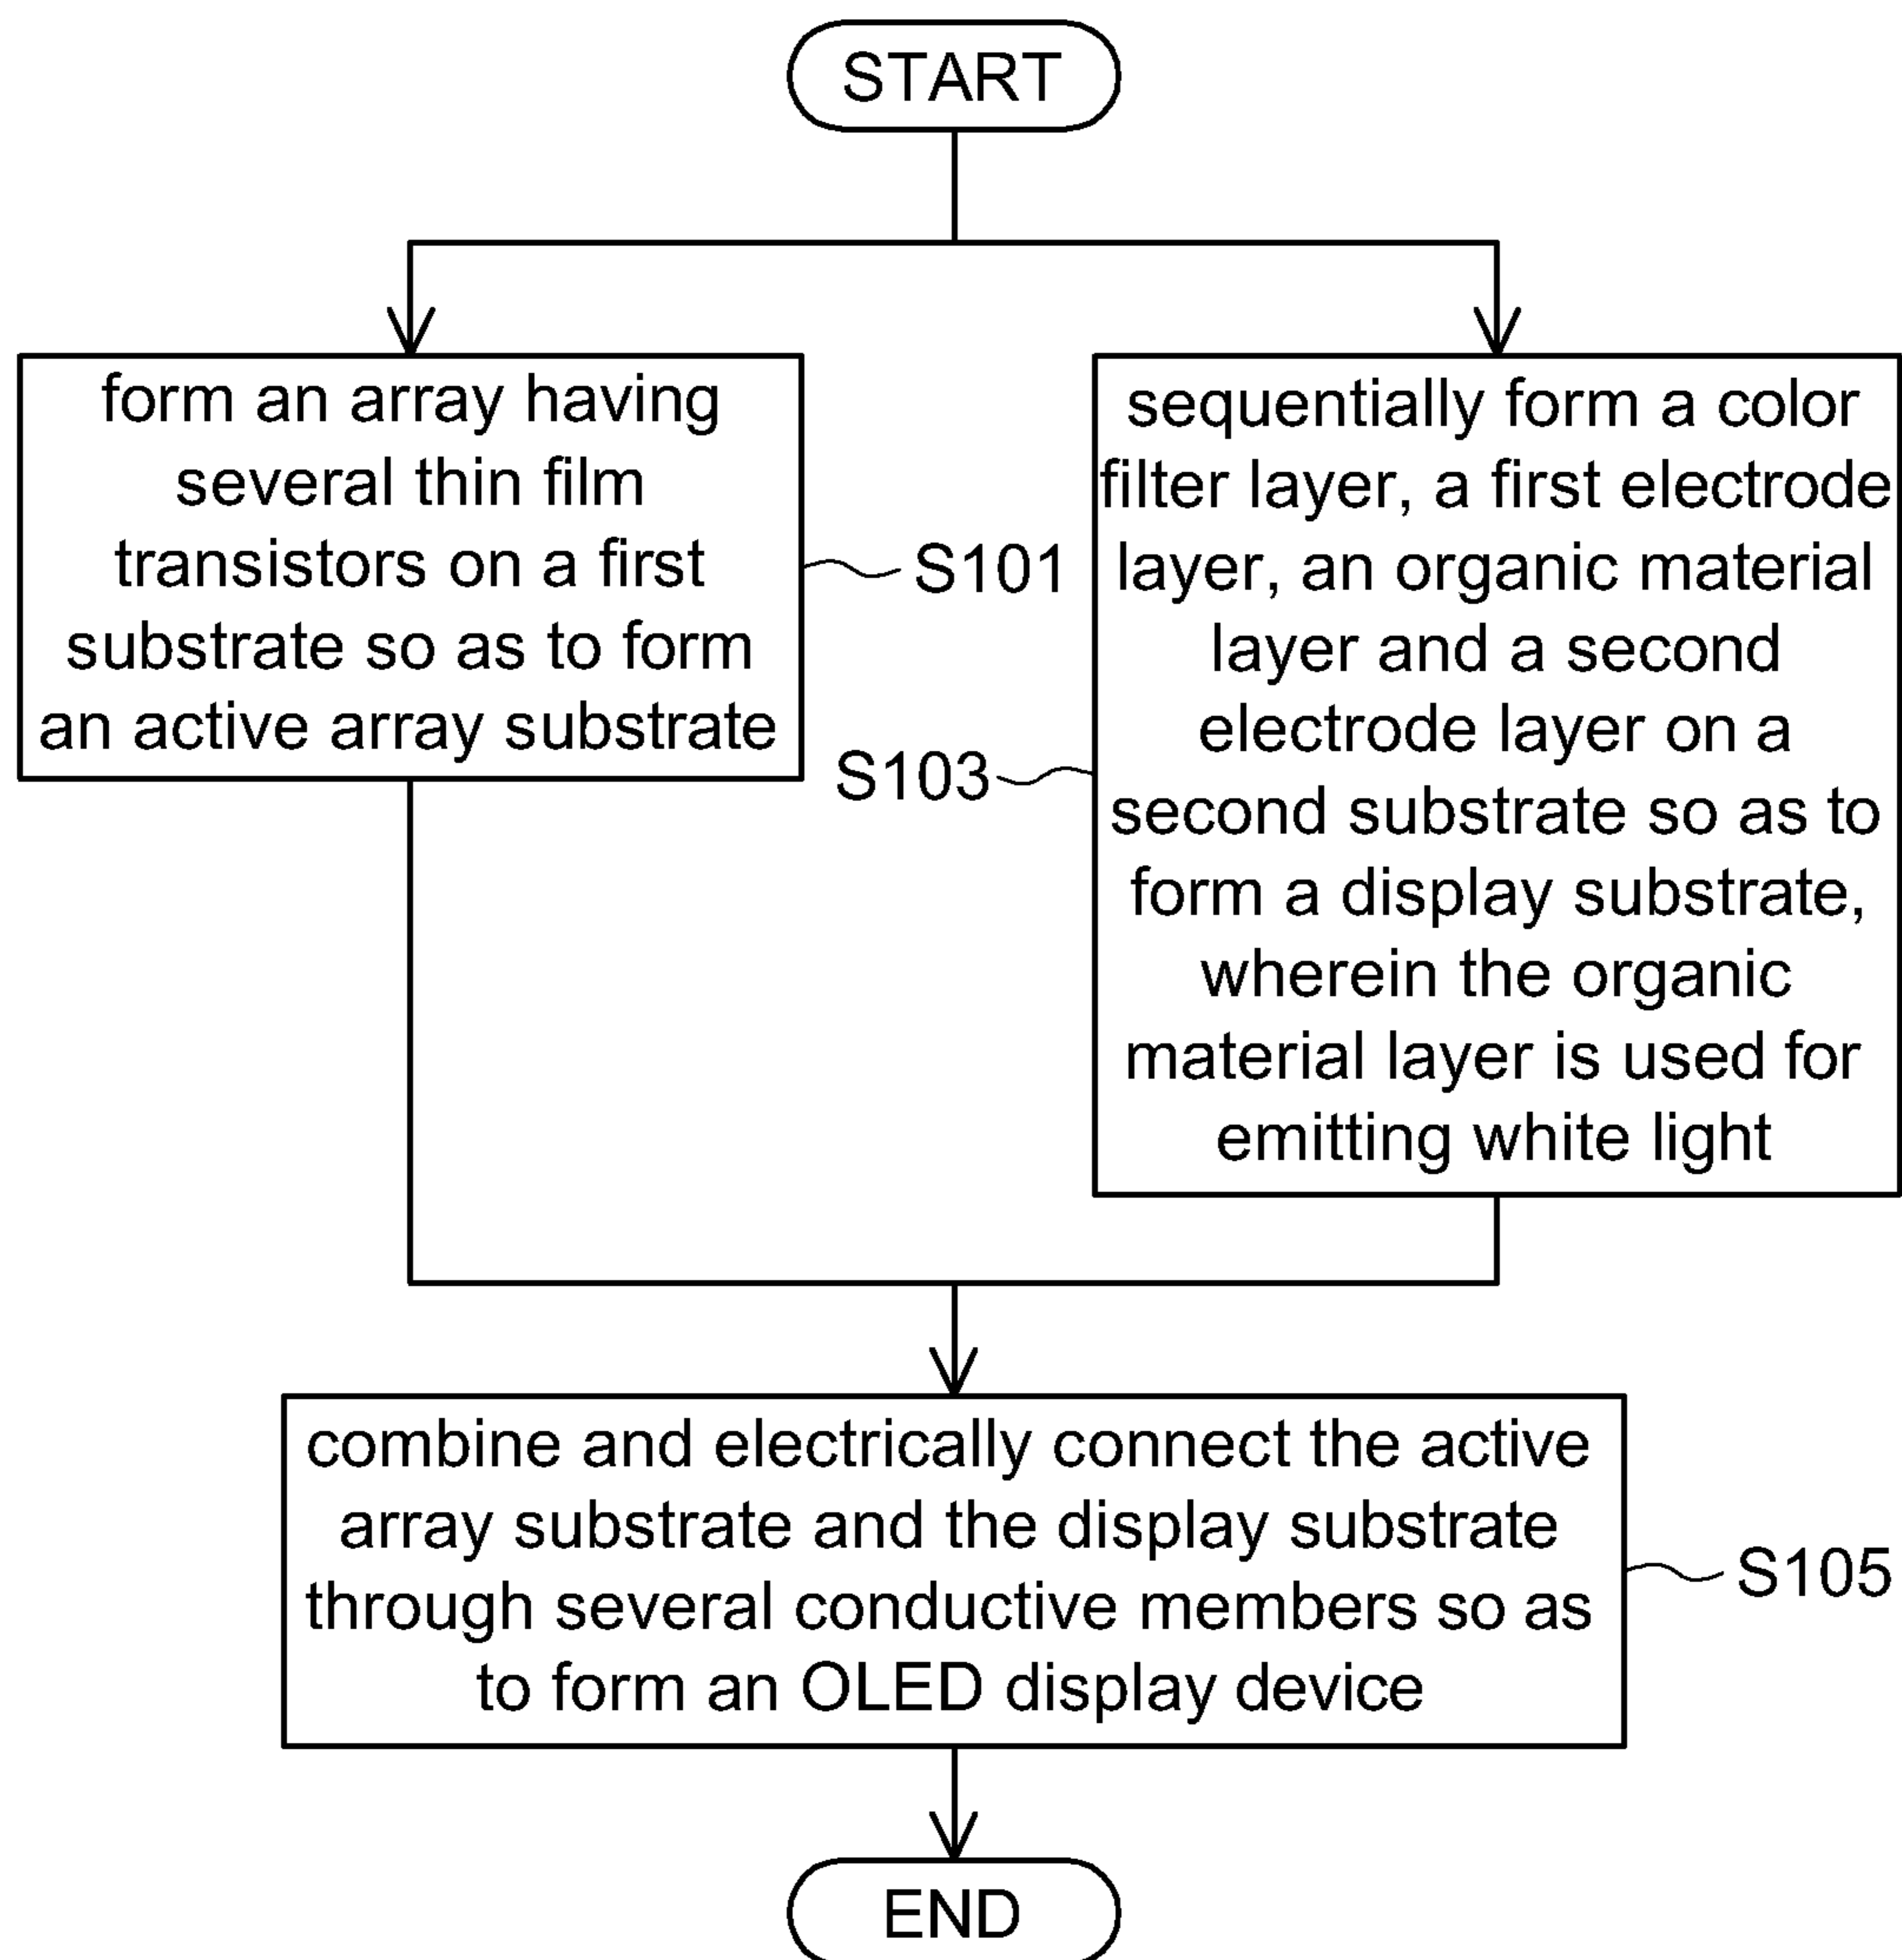 START
form an array having
several thin film
transistors on a first
substrate so as to form
an active array substrate
S101
sequentially form a color
filter layer, a first electrode
layer, an organic material
layer and a second
electrode layer on a
second substrate so as to
form a display substrate,
wherein the organic
material layer is used for
emitting white light
S103
combine and electrically connect the active
array substrate and the display substrate
through several conductive members so as
to form an OLED display device
S105
END